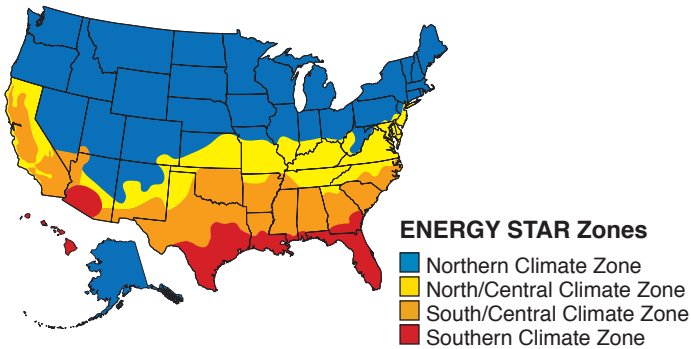 ENERGY STAR Zones
Northern Climate Zone
North/Central Climate Zone
South/Central Climate Zone
Southern Climate Zone